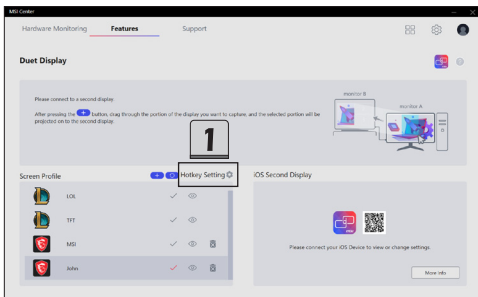 MSI Center
Hardware Monitoring
Features
Support
Duet Display
Please connect to a second display.
After pressing the + button, drag through the portion of the display you want to capture, and the selected portion will be
projected on to the second display.
monitor B
monitor A
1
Screen Profile
Hotkey Setting
iOS Second Display
LOL
TFT
MSI
John
Please connect your iOS Device to view or change settings.
More info